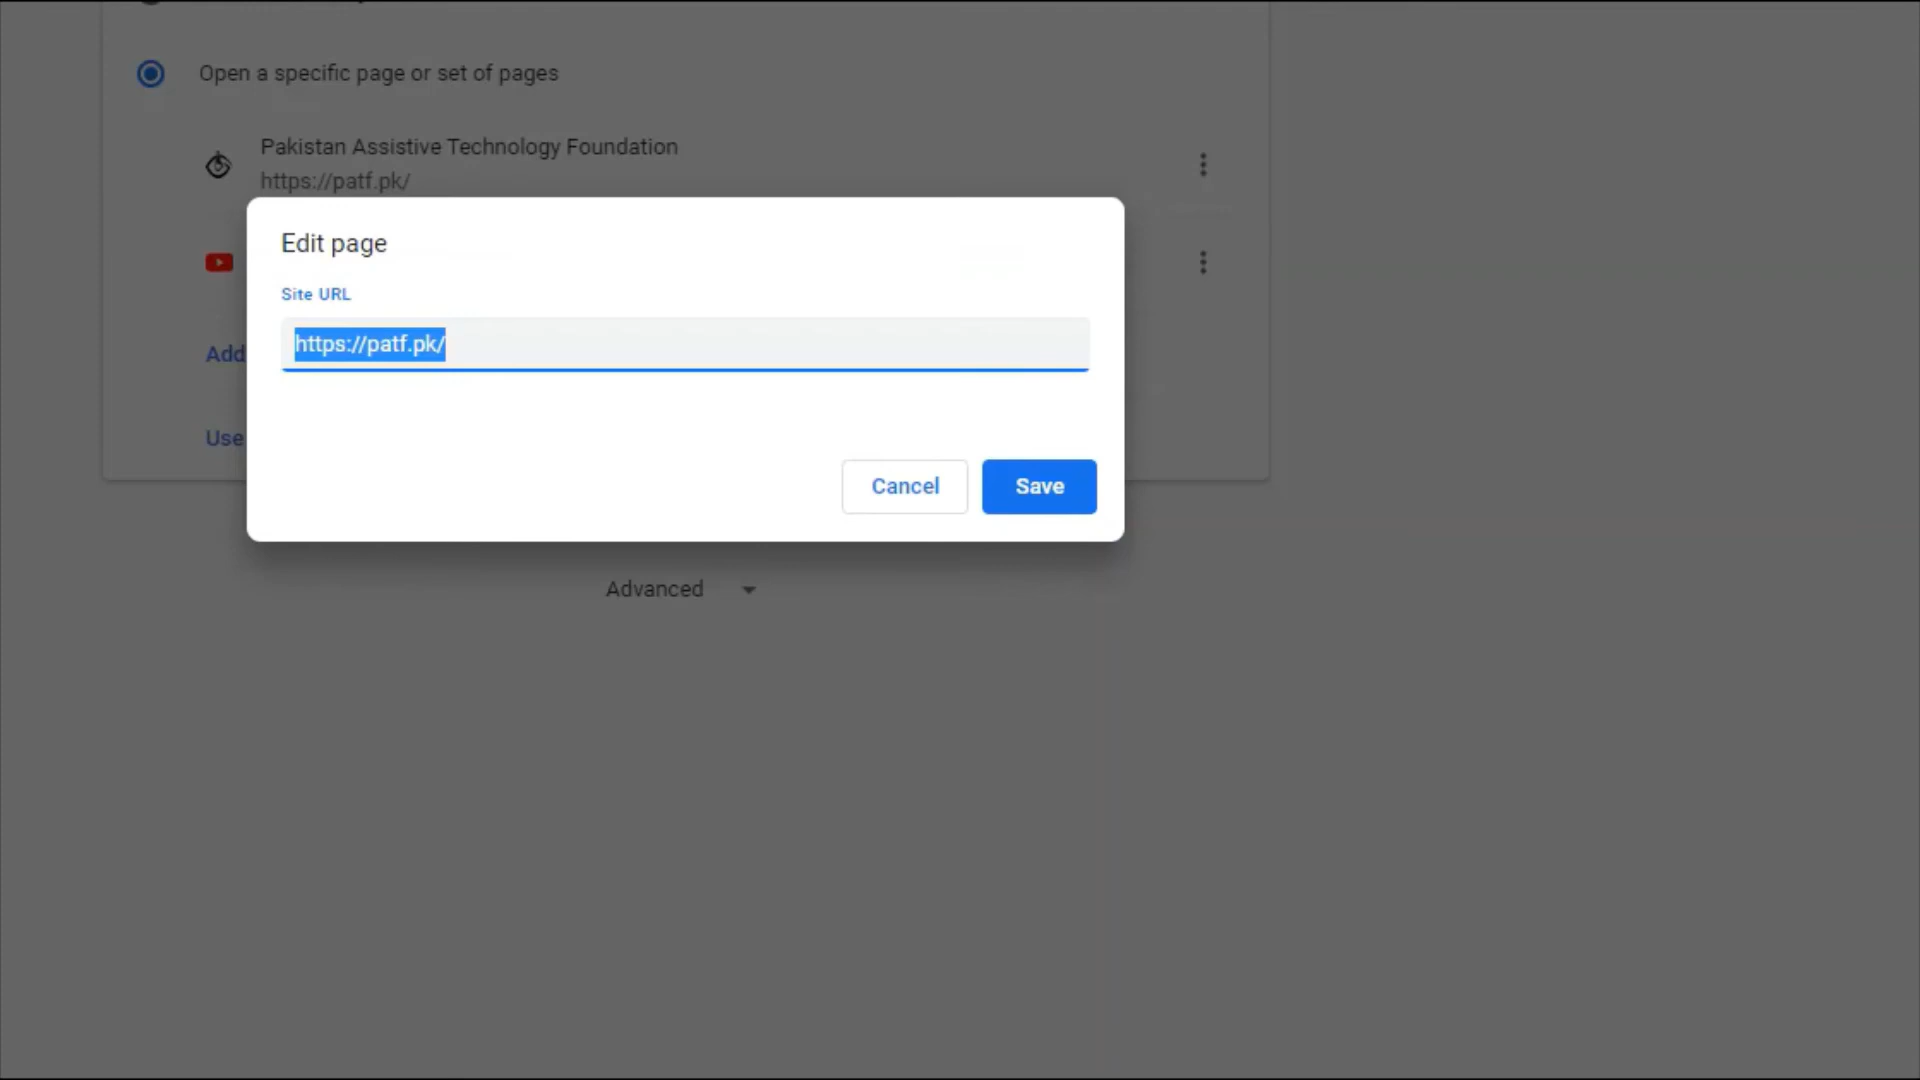 Open a specific page or set of pages
Pakistan Assistive Technology Foundation
https://patf.pk/
Edit page
Site URL
https://patf.pk/
Add
Use
Cancel
Save
Advanced